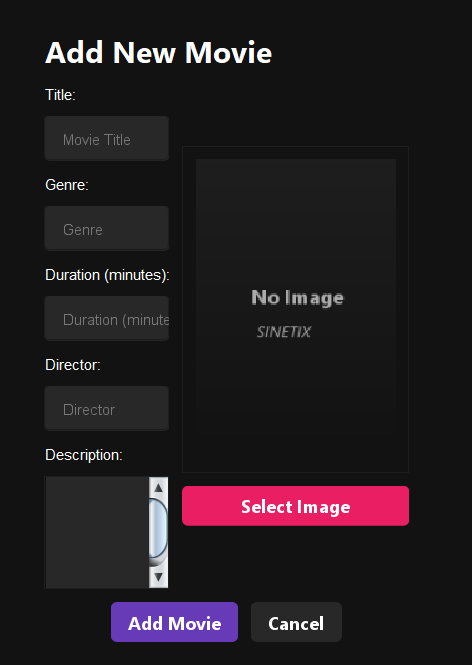 Add New Movie
Title:
Movie Title
Genre:
Genre
Duration (minutes):
Duration (minute
Director:
Director
Description:
No Image
SINETIX
Select Image
Add Movie
Cancel